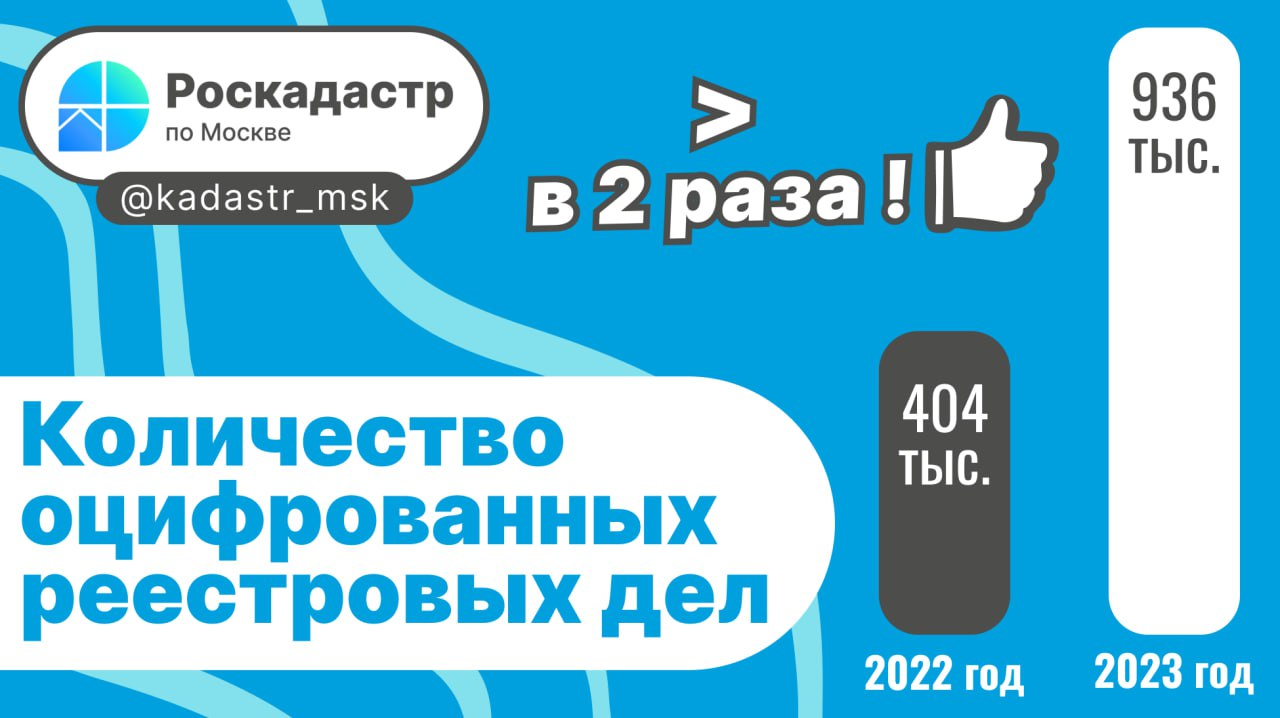 Роскадастр
по Москве
@kadastr_msk
>
в 2 раза !
936
тыс.
404
тыс.
Количество
оцифрованных
реестровых дел
2022 год
2023 год